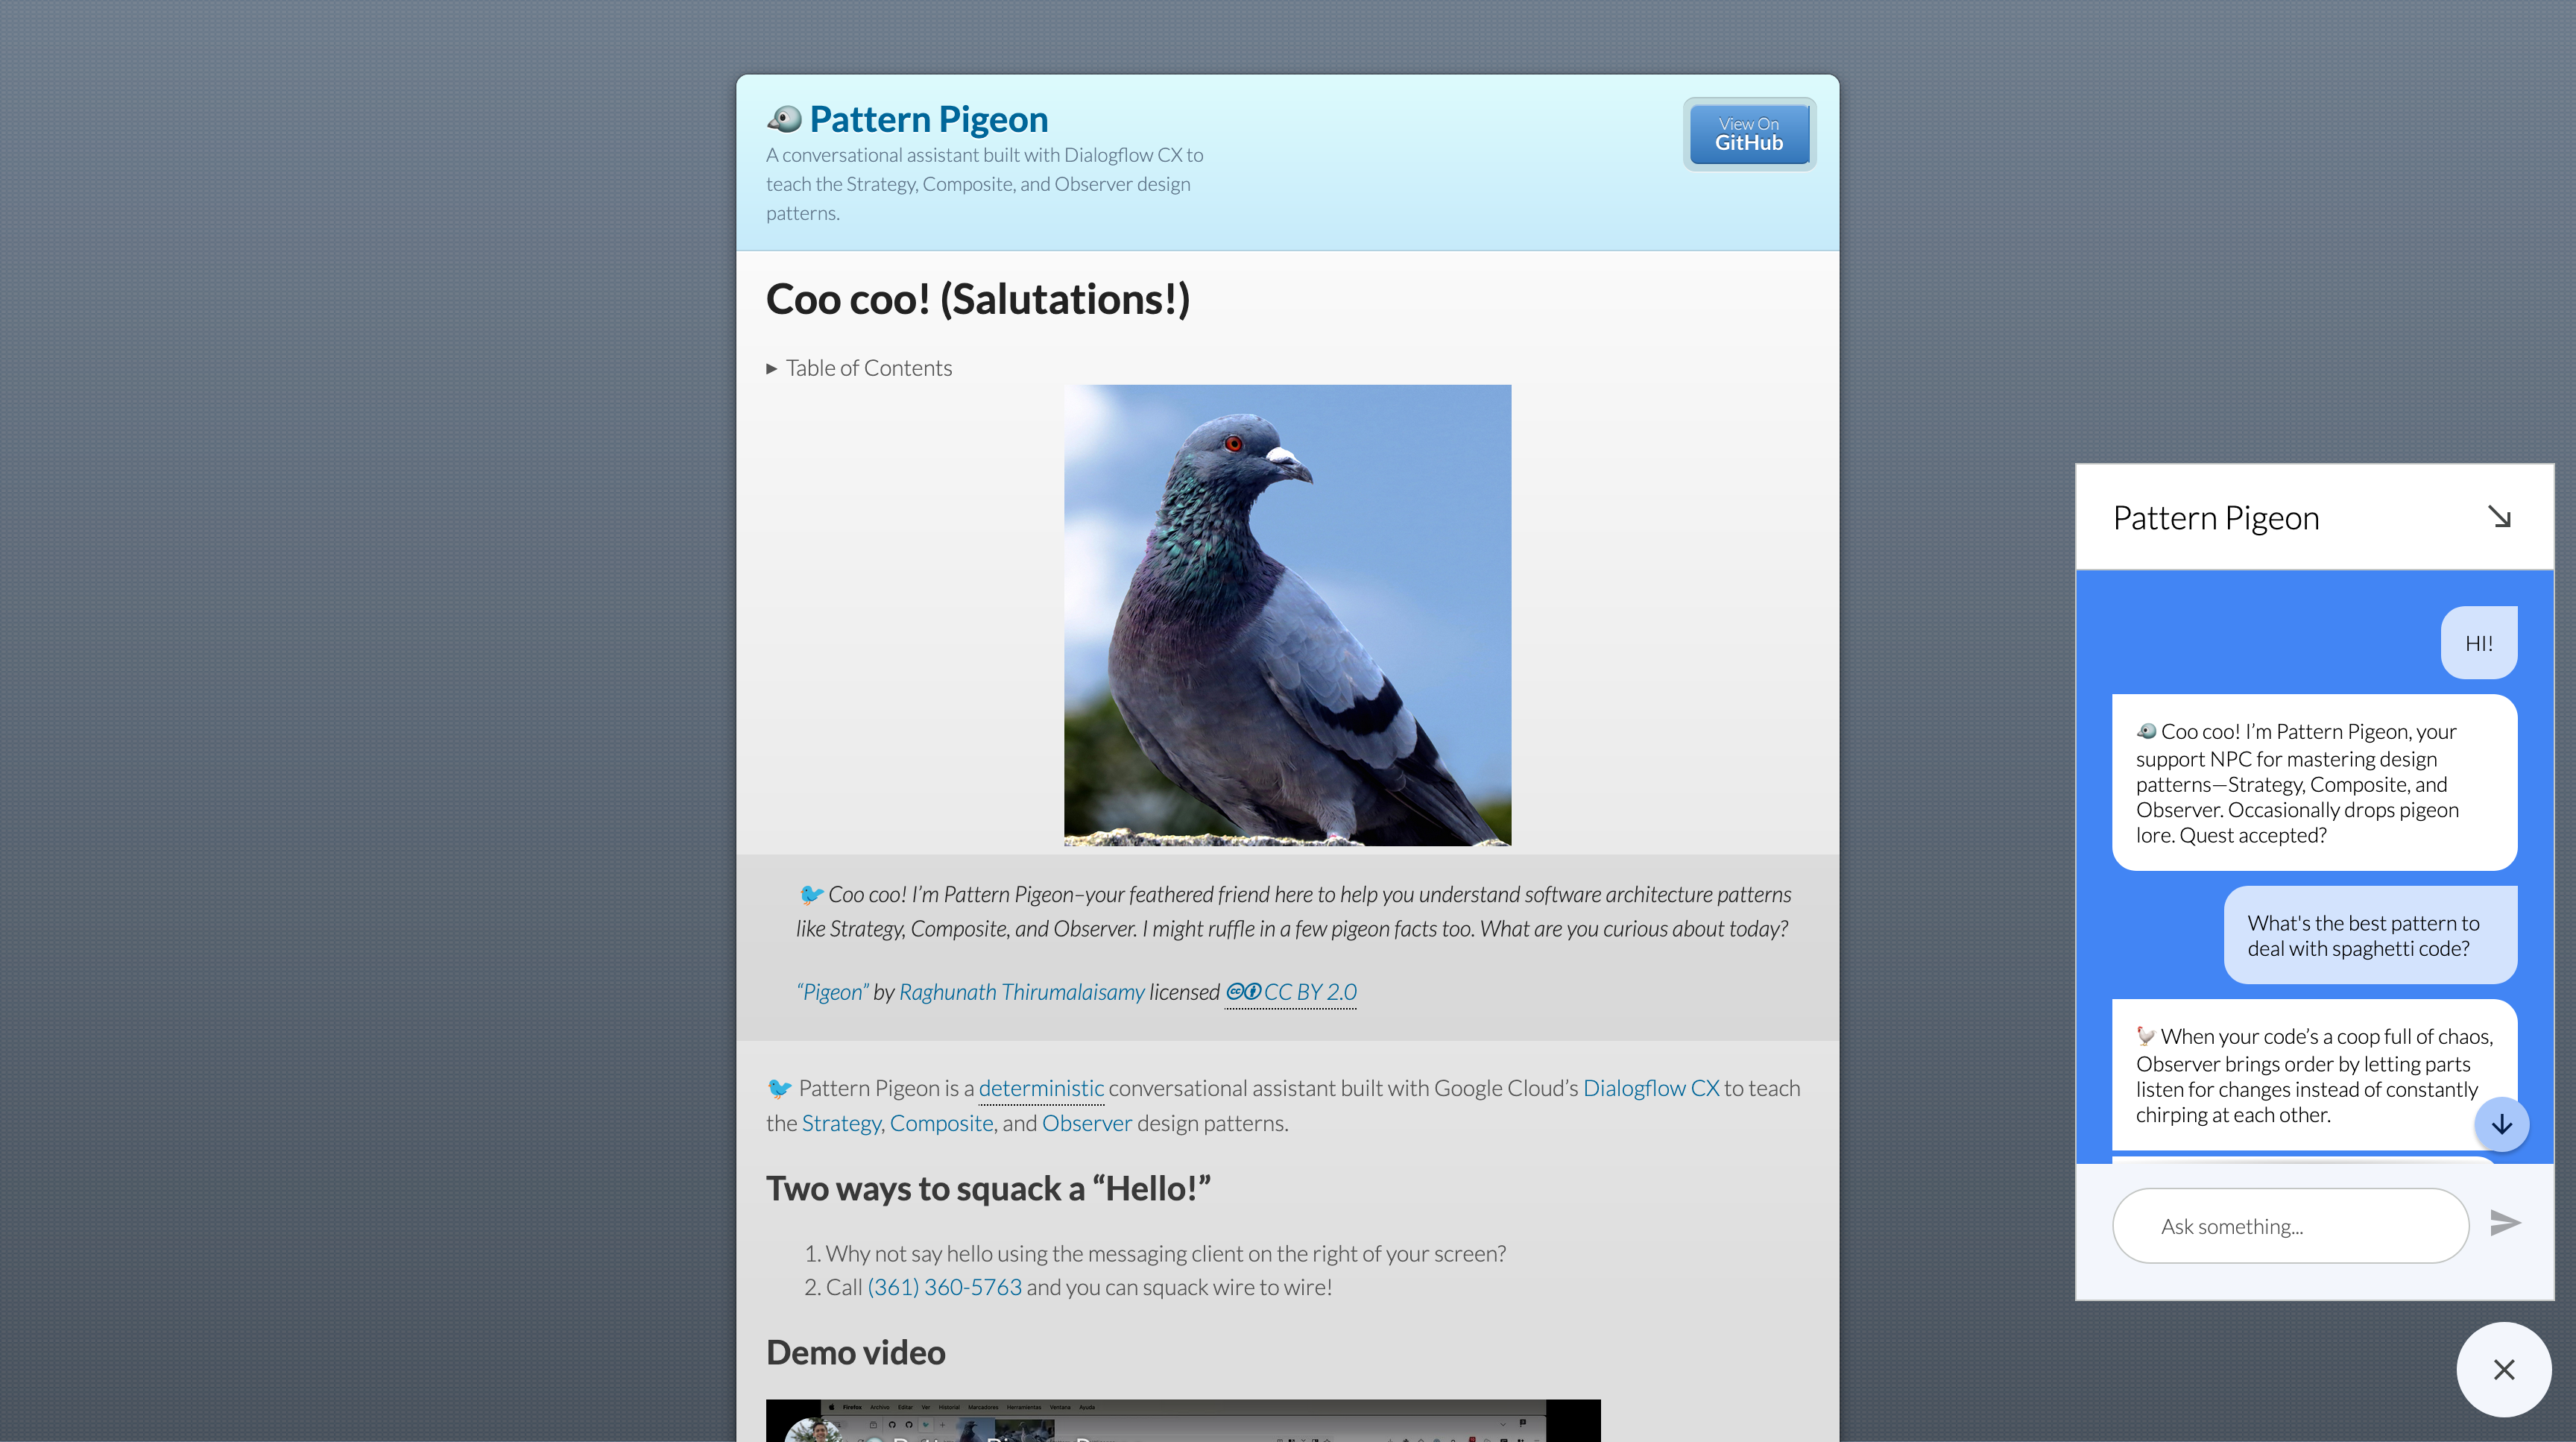 Pattern Pigeon
A conversational assistant built with Dialogflow CX to
teach the Strategy, Composite, and Observer design
patterns.
View On
GitHub
Coo coo! (Salutations!)
Table of Contents
Coo coo! I'm Pattern Pigeon–your feathered friend here to help you understand software architecture patterns
like Strategy, Composite, and Observer. I might ruffle in a few pigeon facts too. What are you curious about today?
“Pigeon” by Raghunath Thirumalaisamy licensed CC BY 2.0
Pattern Pigeon is a deterministic conversational assistant built with Google Cloud’s Dialogflow CX to teach
the Strategy, Composite, and Observer design patterns.
Two ways to squack a “Hello!”
1. Why not say hello using the messaging client on the right of your screen?
2. Call (361) 360-5763 and you can squack wire to wire!
Demo video
Firefox Archivo Editar Ver Historial Marcadores Herramientas Ventana Ayuda
Pattern Pigeon
HI!
Coo coo! I’m Pattern Pigeon, your
support NPC for mastering design
patterns—Strategy, Composite, and
Observer. Occasionally drops pigeon
lore. Quest accepted?
What's the best pattern to
deal with spaghetti code?
When your code’s a coop full of chaos,
Observer brings order by letting parts
listen for changes instead of constantly
chirping at each other.
Ask something...